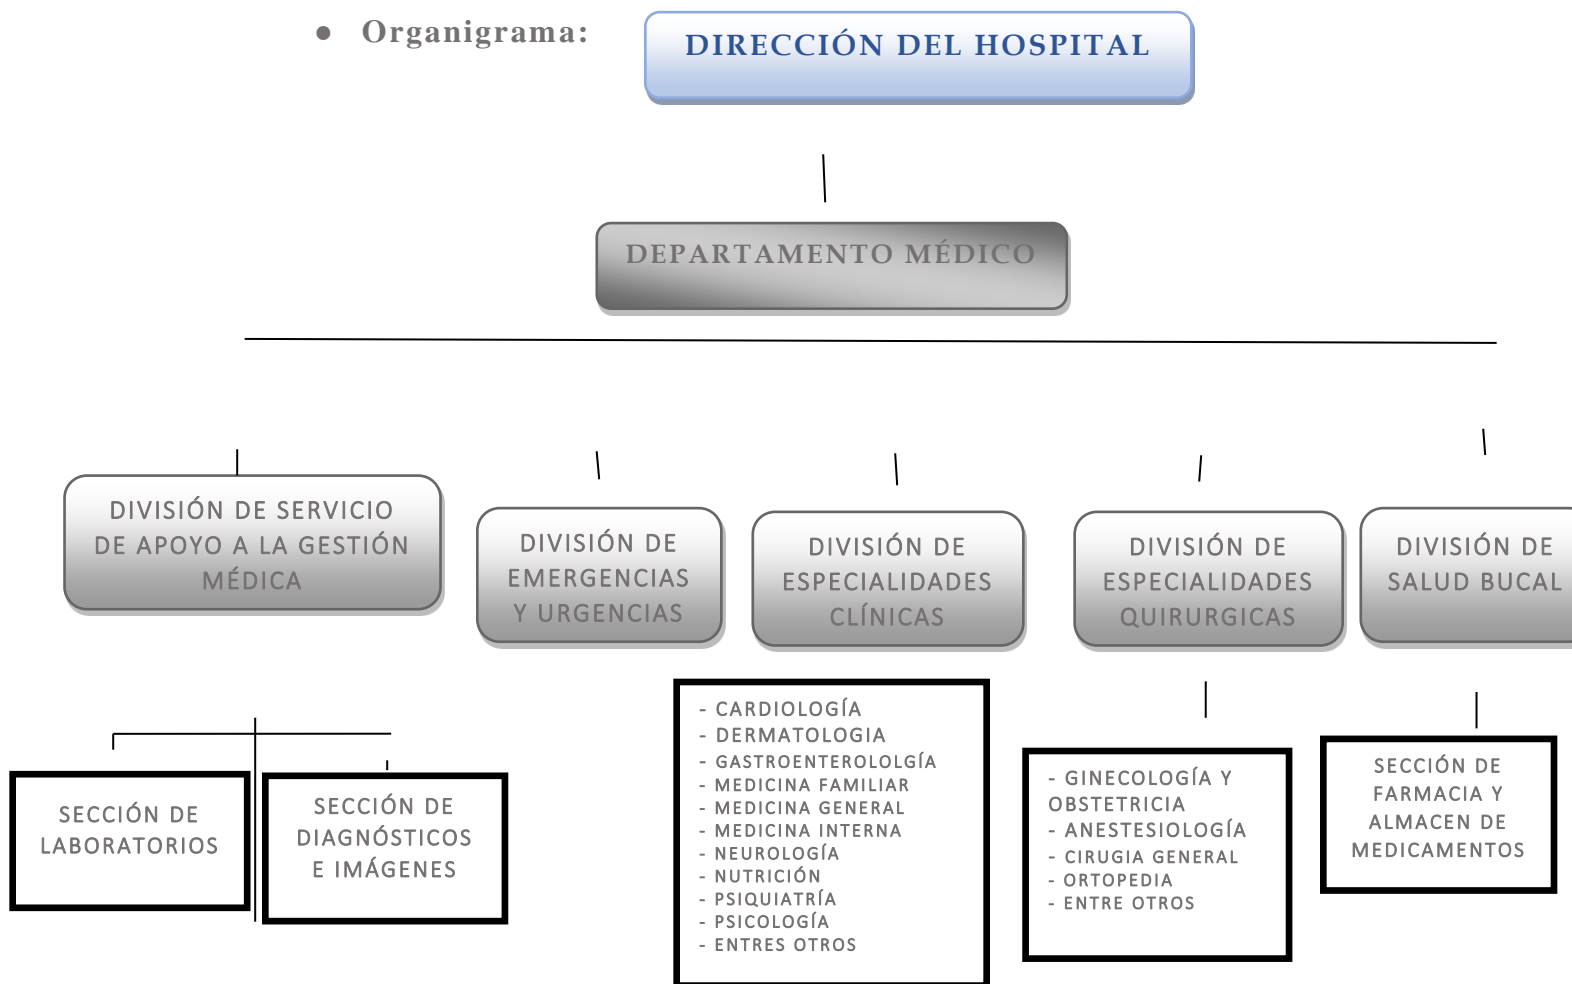 ● Organigrama:
DIRECCIÓN DEL HOSPITAL
DEPARTAMENTO MÉDICO
DIVISIÓN DE SERVICIO
DE APOYO A LA GESTIÓN
MÉDICA
DIVISIÓN DE
EMERGENCIAS
Y URGENCIAS
DIVISIÓN DE
ESPECIALIDADES
CLÍNICAS
DIVISIÓN DE
ESPECIALIDADES
QUIRURGICAS
DIVISIÓN DE
SALUD BUCAL
SECCIÓN DE
LABORATORIOS
SECCIÓN DE
DIAGNÓSTICOS
E IMÁGENES
- CARDIOLOGÍA
- DERMATOLOGIA
- GASTROENTEROLOLGÍA
- MEDICINA FAMILIAR
- MEDICINA GENERAL
- MEDICINA INTERNA
- NEUROLOGÍA
- NUTRICIÓN
- PSIQUIATRÍA
- PSICOLOGÍA
- ENTRES OTROS
- GINECOLOGÍA Y
OBSTETRICIA
- ANESTESIOLOGÍA
- CIRUGIA GENERAL
- ORTOPEDIA
- ENTRE OTROS
SECCIÓN DE
FARMACIA Y
ALMACEN DE
MEDICAMENTOS